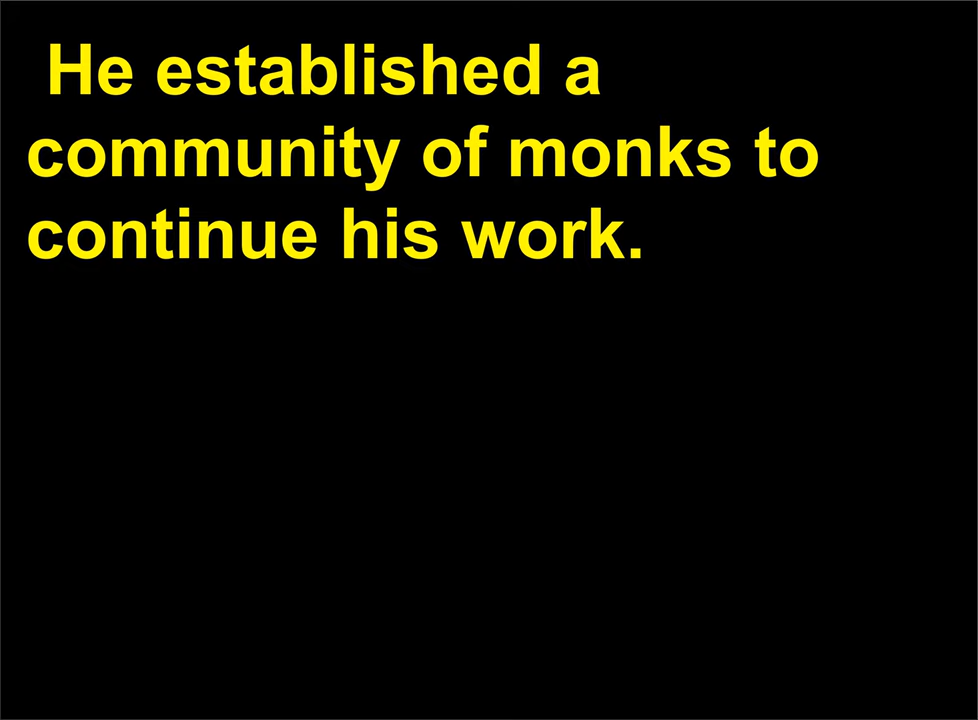 He established a
community of monks to
continue his work.